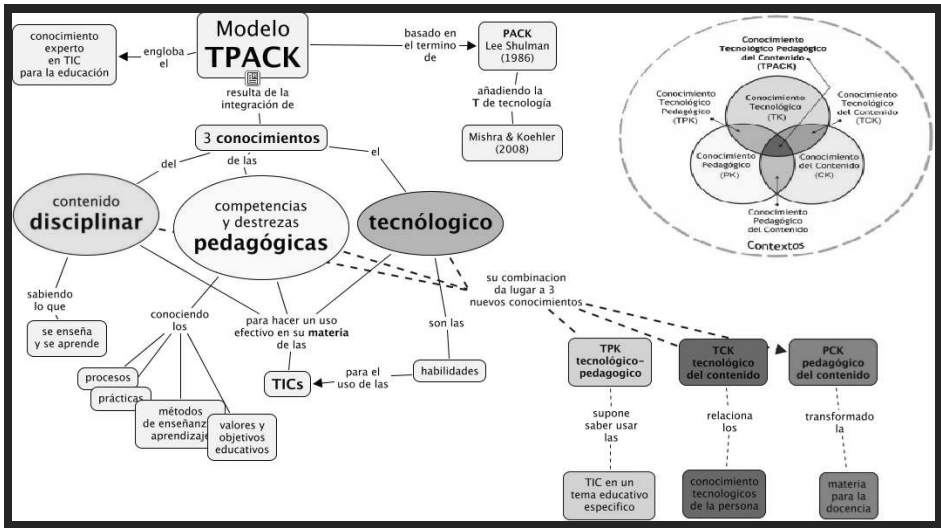 conocimiento
experto
en TIC
para la educación
engloba
el
Modelo
TPACK
basado en
el termino
de
PACK
Lee Shulman
(1986)
añadiendo la
T de tecnología
Mishra & Koehler
(2008)
resulta de la
integración de
3 conocimientos
del
de las
el
contenido
disciplinar
competencias
y destrezas
pedagógicas
tecnólogico
sabiendo
lo que
se enseña
y se aprende
conociendo
los
procesos
prácticas
métodos
de enseñanza
aprendizaje
valores y
objetivos
educativos
para hacer un uso
efectivo en su materia
de las
TICs
para el
uso de las
son las
habilidades
su combinacion
da lugar a 3
nuevos conocimientos
TPK
tecnológico-
pedagogico
supone
saber usar
las
TIC en un
tema educativo
especifico
TCK
tecnológico
del contenido
relaciona
los
conocimiento
tecnologicos
de la persona
PCK
pedagógico
del contenido
transformado
la
materia
para la
docencia
Conocimiento
Tecnológico Pedagógico
del Contenido
(TPACK)
Conocimiento
Tecnológico
Pedagógico
(TPK)
Conocimiento
Tecnológico
(TK)
Conocimiento
Tecnológico
del Contenido
(TCK)
Conocimiento
Pedagógico
(PK)
Conocimiento
del Contenido
(CK)
Conocimiento
Pedagógico
del Contenido
Contextos